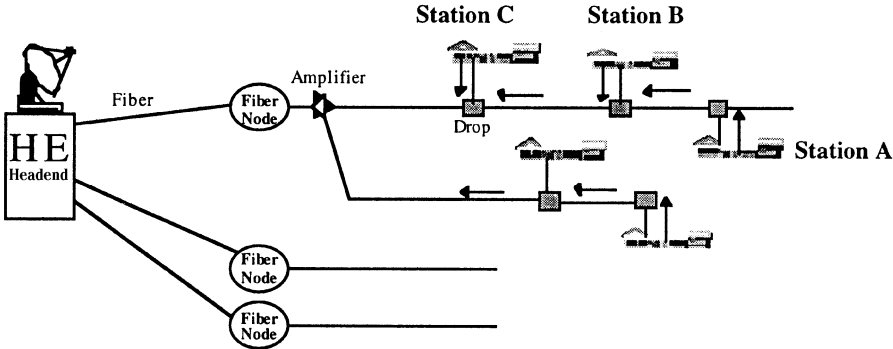 Station C
Station B
Amplifier
Fiber
Fiber
Node
Drop
HE
Headend
Station A
Fiber
Node
Fiber
Node